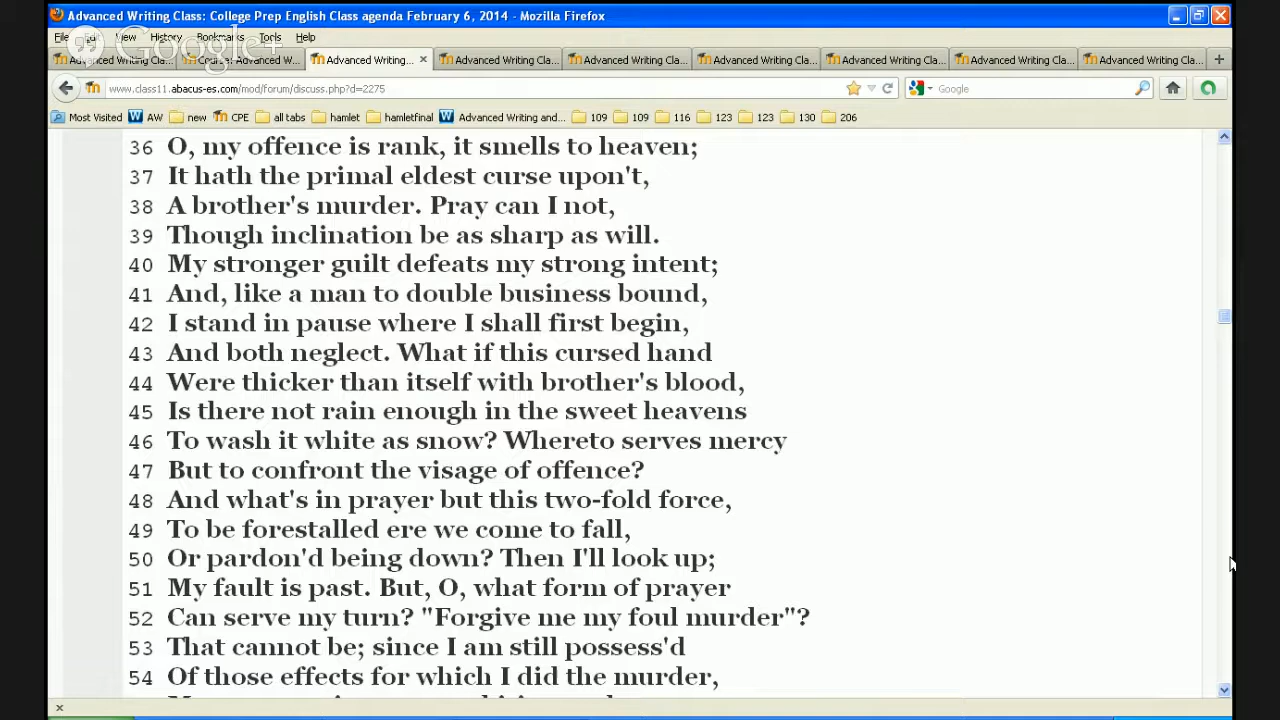 Advanced Writing Class: College Prep English Class agenda February 6, 2014 - Mozilla Firefox
File Edit View History Bookmarks Tools Help
Google+
Advanced Writing Cl... Course: Advanced W... Advanced Writing... Advanced Writing Cla... Advanced Writing Cla... Advanced Writing Cla... Advanced Writing Cla... Advanced Writing Cla... Advanced Writing Cla...
www.class11.abacus-es.com/mod/forum/discuss.php?d=2275 Google
Most Visited AW new CPE all tabs hamlet hamletfinal Advanced Writing and... 109 109 116 123 123 130 206
36 O, my offence is rank, it smells to heaven;
37 It hath the primal eldest curse upon't,
38 A brother's murder. Pray can I not,
39 Though inclination be as sharp as will.
40 My stronger guilt defeats my strong intent;
41 And, like a man to double business bound,
42 I stand in pause where I shall first begin,
43 And both neglect. What if this cursed hand
44 Were thicker than itself with brother's blood,
45 Is there not rain enough in the sweet heavens
46 To wash it white as snow? Whereto serves mercy
47 But to confront the visage of offence?
48 And what's in prayer but this two-fold force,
49 To be forestalled ere we come to fall,
50 Or pardon'd being down? Then I'll look up;
51 My fault is past. But, O, what form of prayer
52 Can serve my turn? "Forgive me my foul murder"?
53 That cannot be; since I am still possess'd
54 Of those effects for which I did the murder,